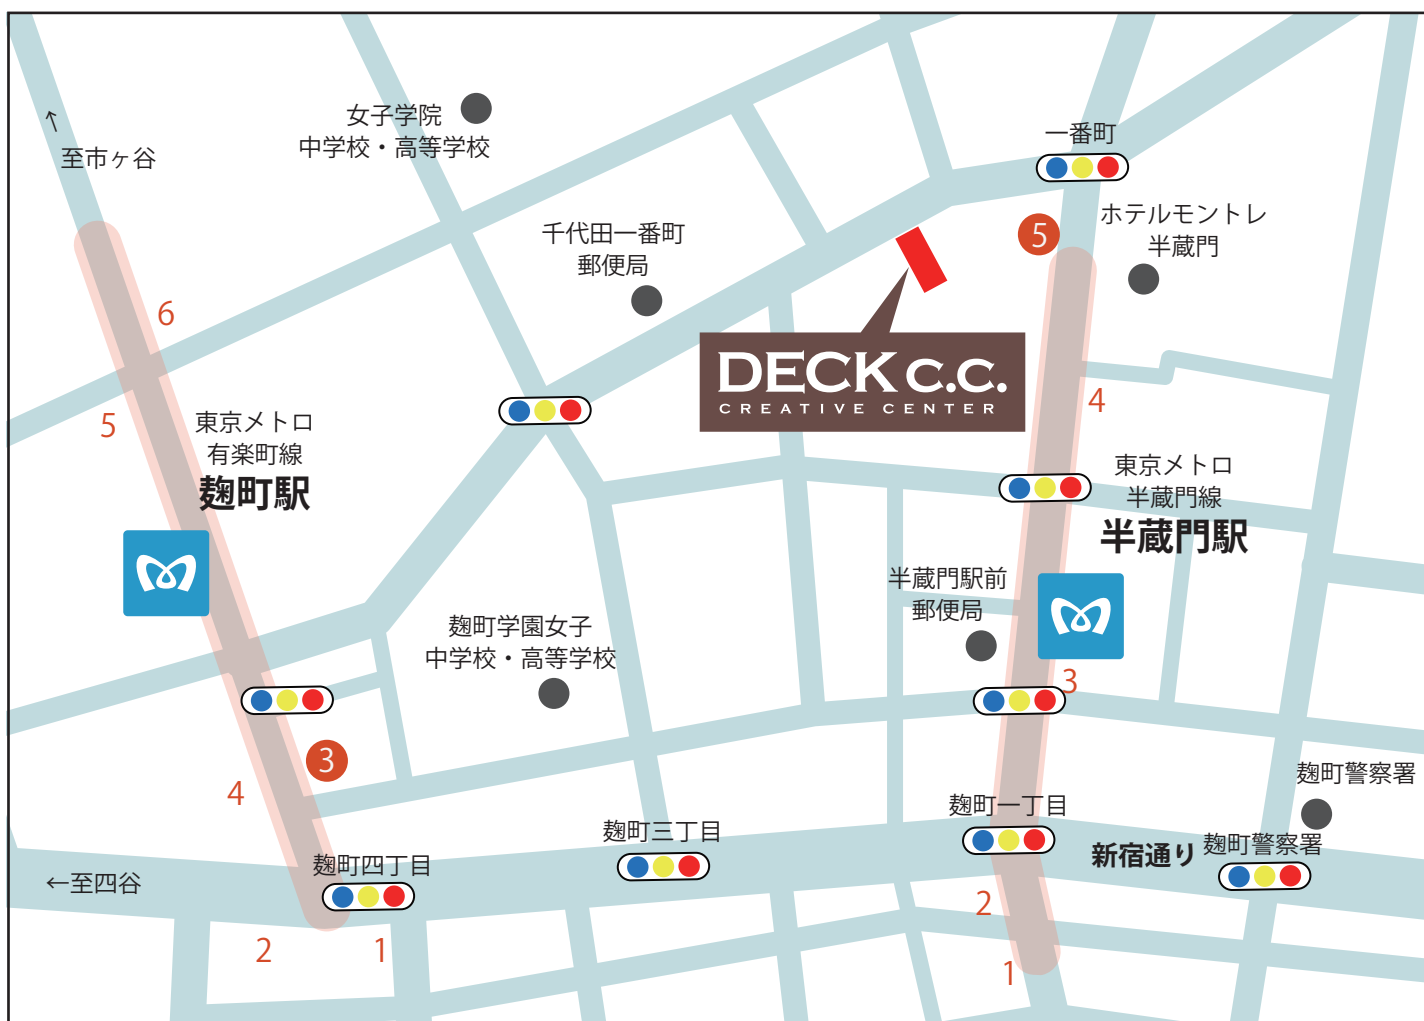 女子学院
中学校・高等学校
↑
至市ヶ谷
一番町
千代田一番町
郵便局
5
ホテルモントレ
半蔵門
6
DECK C.C.
CREATIVE CENTER
4
5
東京メトロ
有楽町線
麹町駅
東京メトロ
半蔵門線
半蔵門駅
半蔵門駅前
郵便局
麹町学園女子
中学校・高等学校
3
3
4
麹町警察署
麹町一丁目
麹町三丁目
新宿通り
麹町警察署
麹町四丁目
←至四谷
2
2
1
1